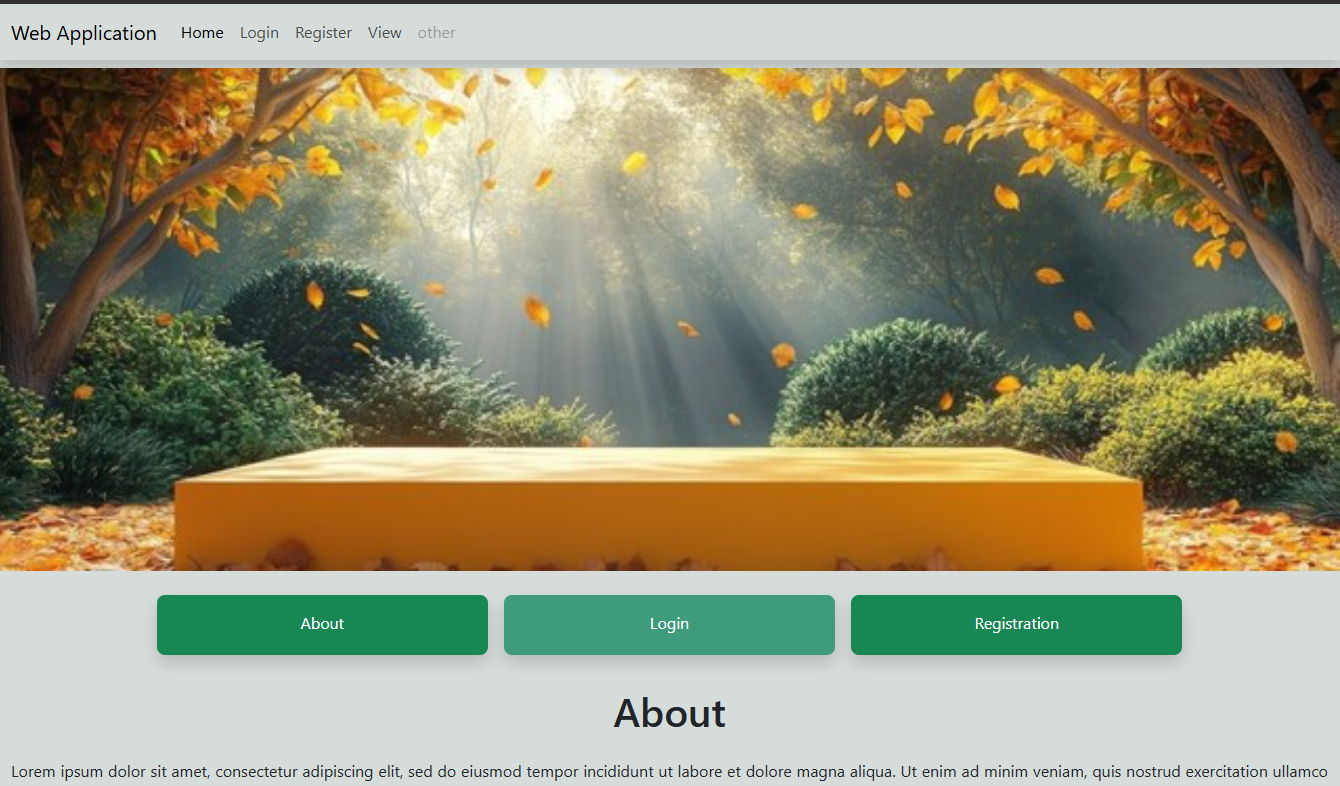 Web Application Home Login Register View other
About Login Registration
About
Lorem ipsum dolor sit amet, consectetur adipiscing elit, sed do eiusmod tempor incididunt ut labore et dolore magna aliqua. Ut enim ad minim veniam, quis nostrud exercitation ullamco